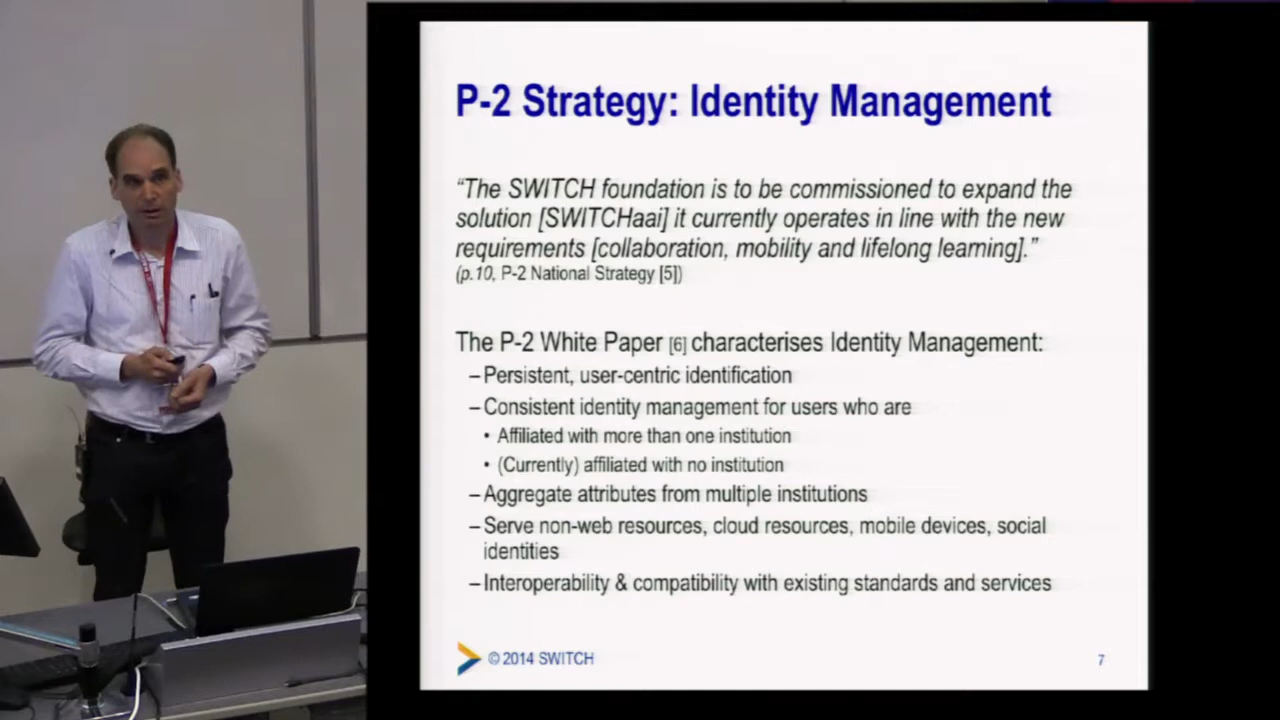 P-2 Strategy: Identity Management
“The SWITCH foundation is to be commissioned to expand the
solution [SWITCHaai] it currently operates in line with the new
requirements [collaboration, mobility and lifelong learning].”
(p.10, P-2 National Strategy [5])
The P-2 White Paper [6] characterises Identity Management:
–Persistent, user-centric identification
–Consistent identity management for users who are
• Affiliated with more than one institution
• (Currently) affiliated with no institution
–Aggregate attributes from multiple institutions
–Serve non-web resources, cloud resources, mobile devices, social
identities
–Interoperability & compatibility with existing standards and services
© 2014 SWITCH
7